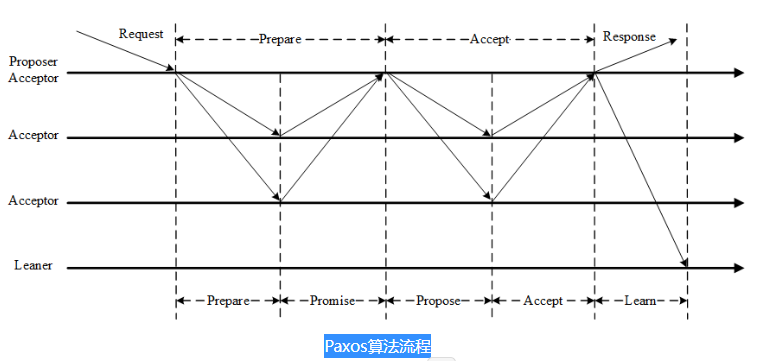 Request
Prepare
Accept
Response
Proposer
Acceptor
Acceptor
Acceptor
Leaner
Prepare
Promise
Propose
Accept
Learn
Paxos算法流程